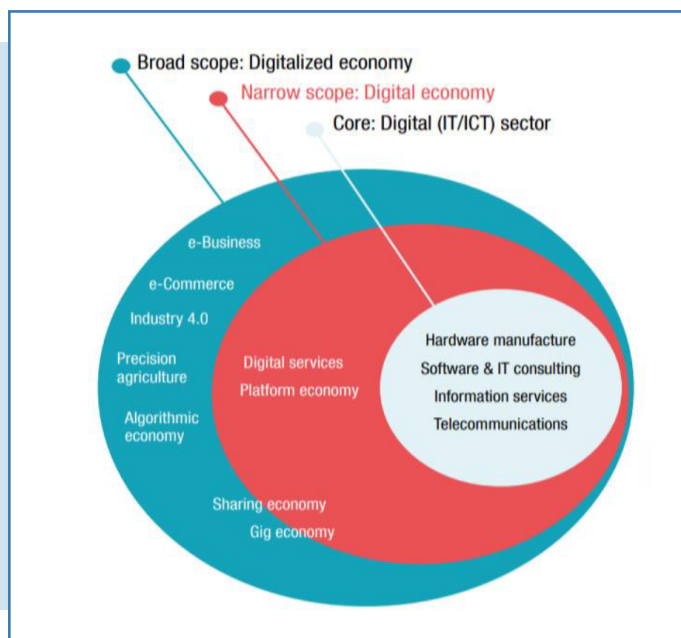 Broad scope: Digitalized economy
Narrow scope: Digital economy
Core: Digital (IT/ICT) sector
e-Business
e-Commerce
Industry 4.0
Precision
agriculture
Algorithmic
economy
Digital services
Platform economy
Sharing economy
Gig economy
Hardware manufacture
Software & IT consulting
Information services
Telecommunications